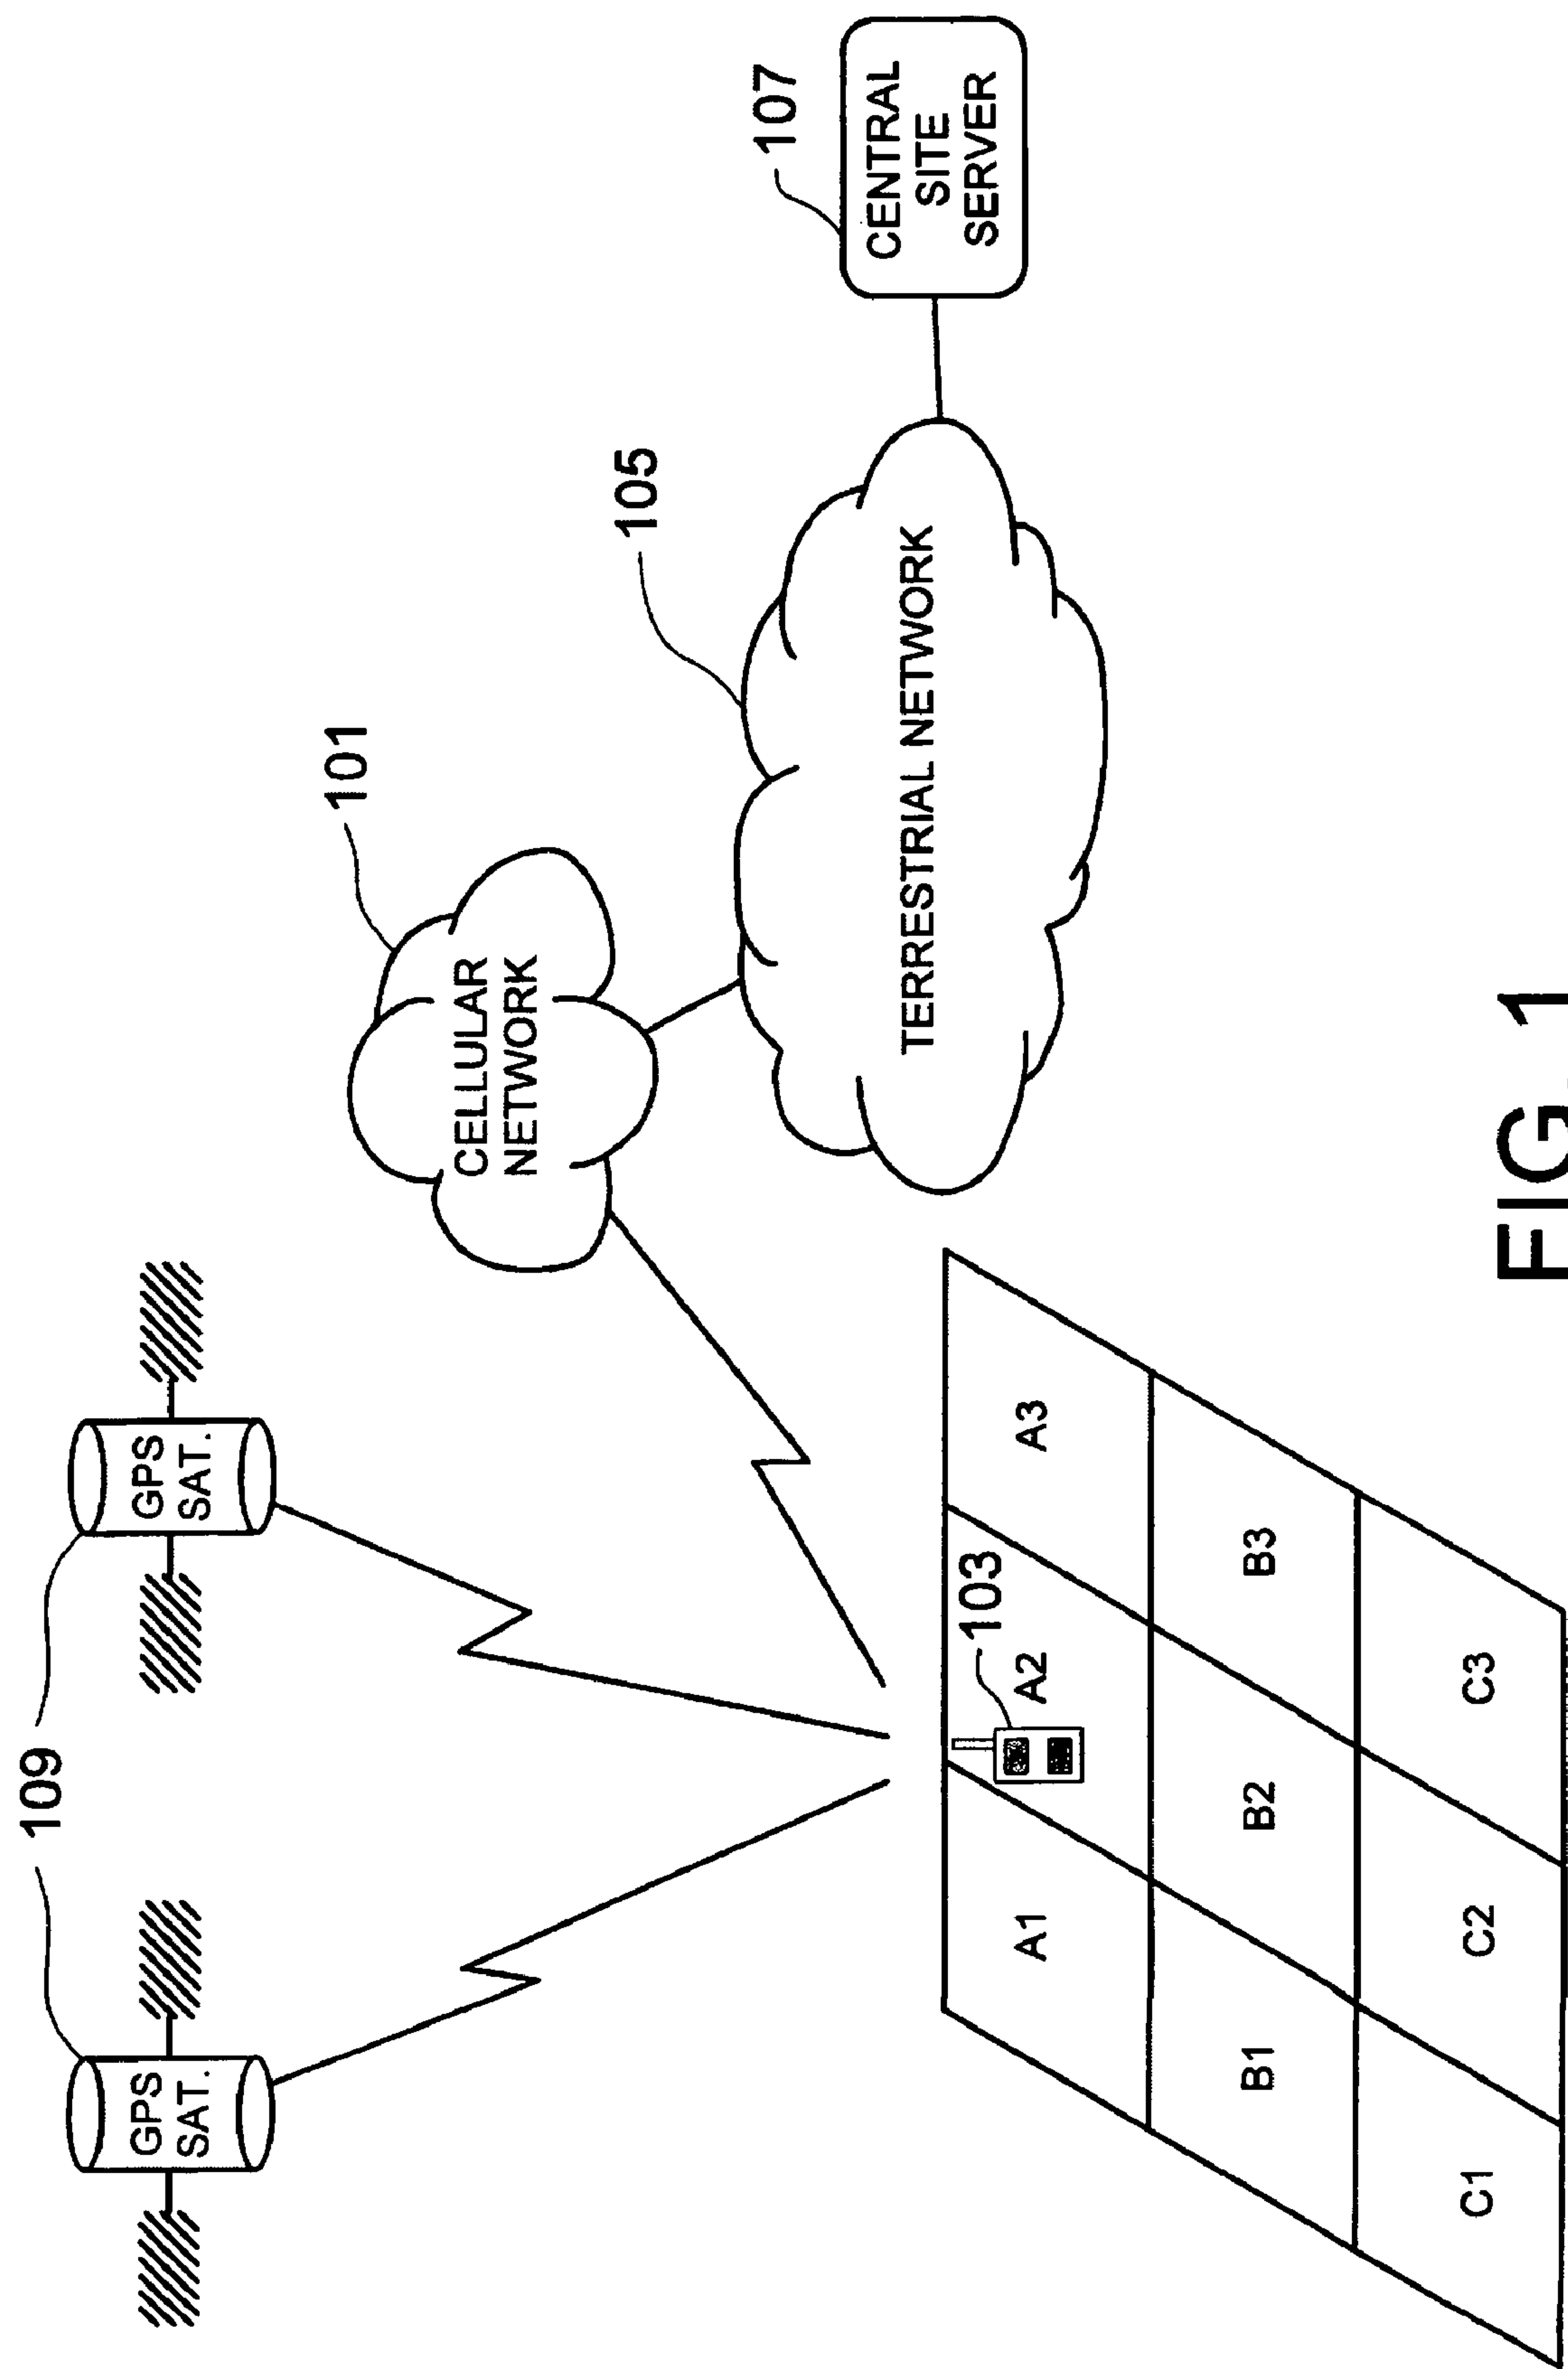 109
GPS
SAT.
GPS
SAT.
101
CELLULAR
NETWORK
105
TERRESTRIAL NETWORK
107
CENTRAL
SITE
SERVER
103
A1
A2
A3
B1
B2
B3
C1
C2
C3
FIG. 1